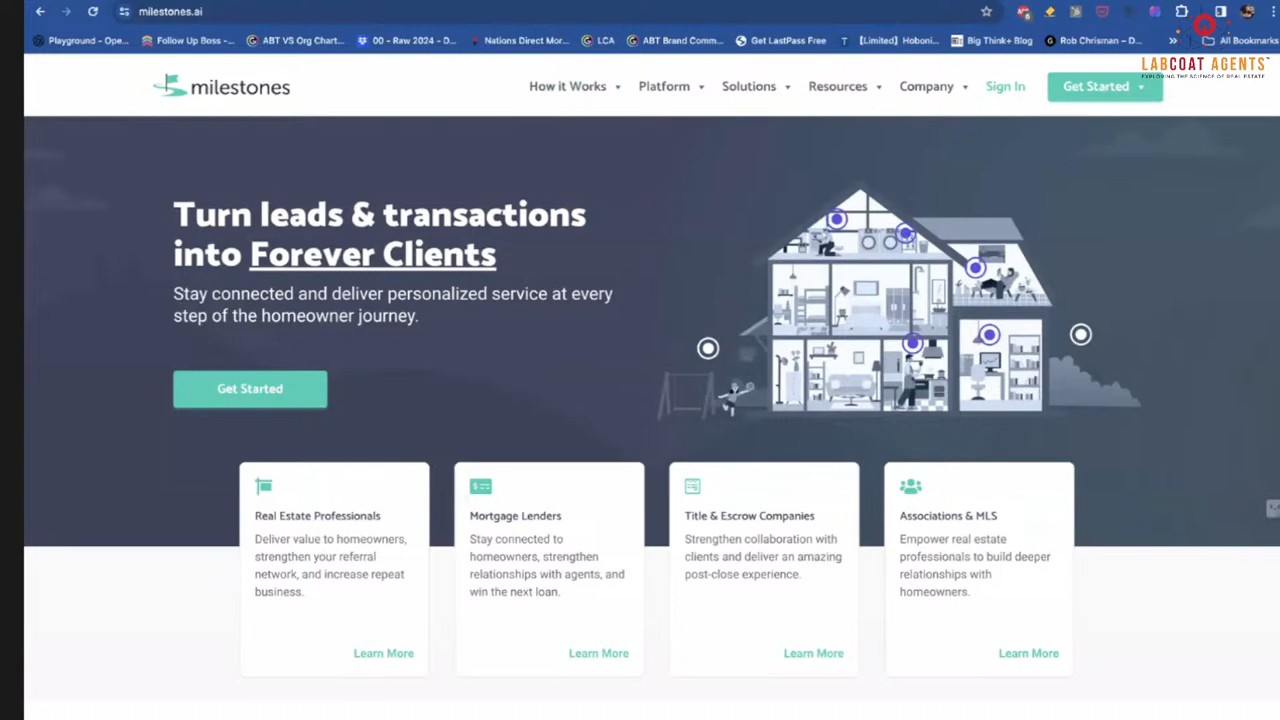 milestones.ai
Playground - Ope...
Follow Up Boss -...
ABT VS Org Chart...
00 - Raw 2024 - D...
Nations Direct Mor...
LCA
ABT Brand Comm...
Get LastPass Free
[Limited] Hoboni...
Big Think+ Blog
Rob Chrisman – D...
All Bookmarks
LABCOAT AGENTS
EXPLORING THE SCIENCE OF REAL ESTATE
milestones
How it Works
Platform
Solutions
Resources
Company
Sign In
Get Started
Turn leads & transactions
into Forever Clients
Stay connected and deliver personalized service at every
step of the homeowner journey.
Get Started
Real Estate Professionals
Deliver value to homeowners,
strengthen your referral
network, and increase repeat
business.
Learn More
Mortgage Lenders
Stay connected to
homeowners, strengthen
relationships with agents, and
win the next loan.
Learn More
Title & Escrow Companies
Strengthen collaboration with
clients and deliver an amazing
post-close experience.
Learn More
Associations & MLS
Empower real estate
professionals to build deeper
relationships with
homeowners.
Learn More